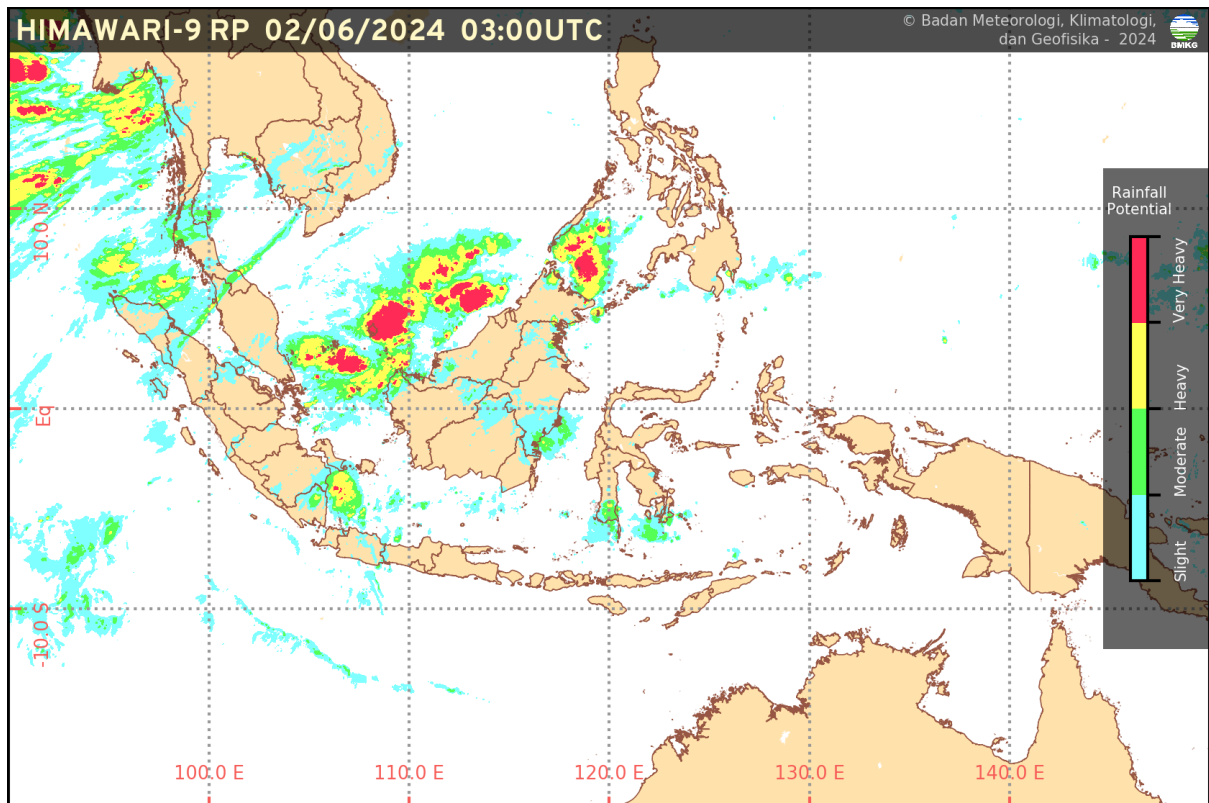 HIMAWARI-9 RP 02/06/2024 03:00UTC
© Badan Meteorologi, Klimatologi,
dan Geofisika - 2024
BMKG
Rainfall
Potential
Very Heavy
Heavy
Moderate
Slight
10.0 N
Eq
-10.0 S
100.0 E
110.0 E
120.0 E
130.0 E
140.0 E